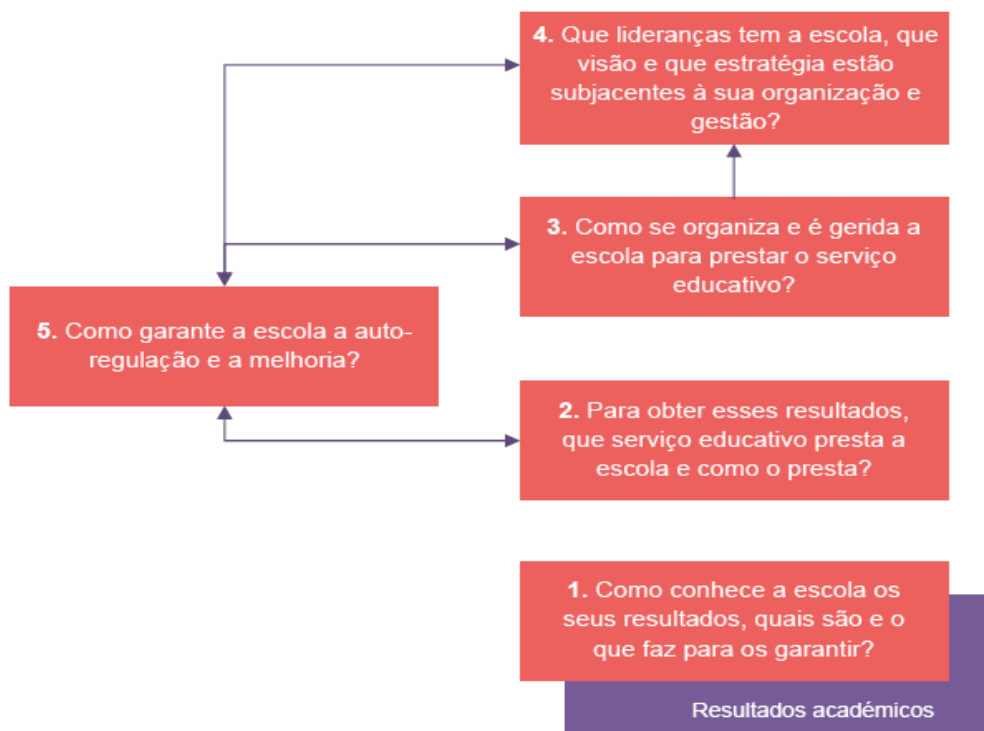 4. Que lideranças tem a escola, que
visão e que estratégia estão
subjacentes à sua organização e
gestão?
3. Como se organiza e é gerida a
escola para prestar o serviço
educativo?
5. Como garante a escola a auto-
regulação e a melhoria?
2. Para obter esses resultados,
que serviço educativo presta a
escola e como o presta?
1. Como conhece a escola os
seus resultados, quais são e o
que faz para os garantir?
Resultados académicos